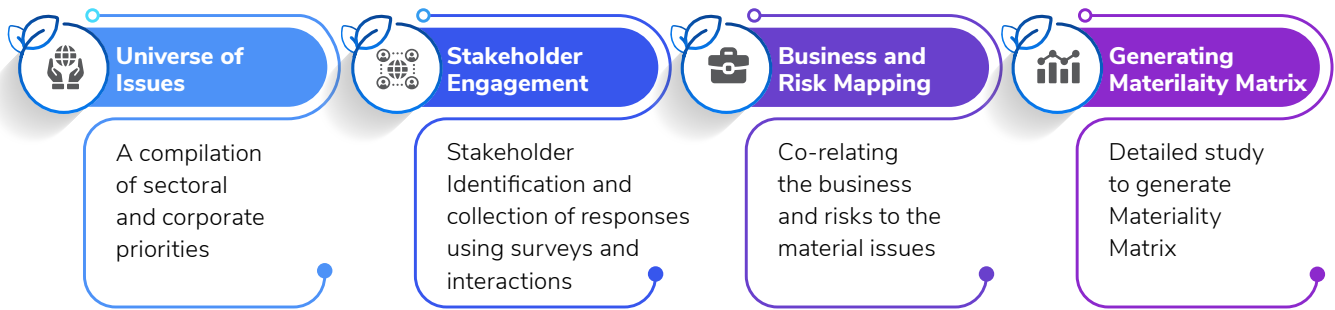 Universe of
Issues
A compilation
of sectoral
and corporate
priorities
Stakeholder
Engagement
Stakeholder
Identification and
collection of responses
using surveys and
interactions
Business and
Risk Mapping
Co-relating
the business
and risks to the
material issues
Generating
Materilaity Matrix
Detailed study
to generate
Materiality
Matrix